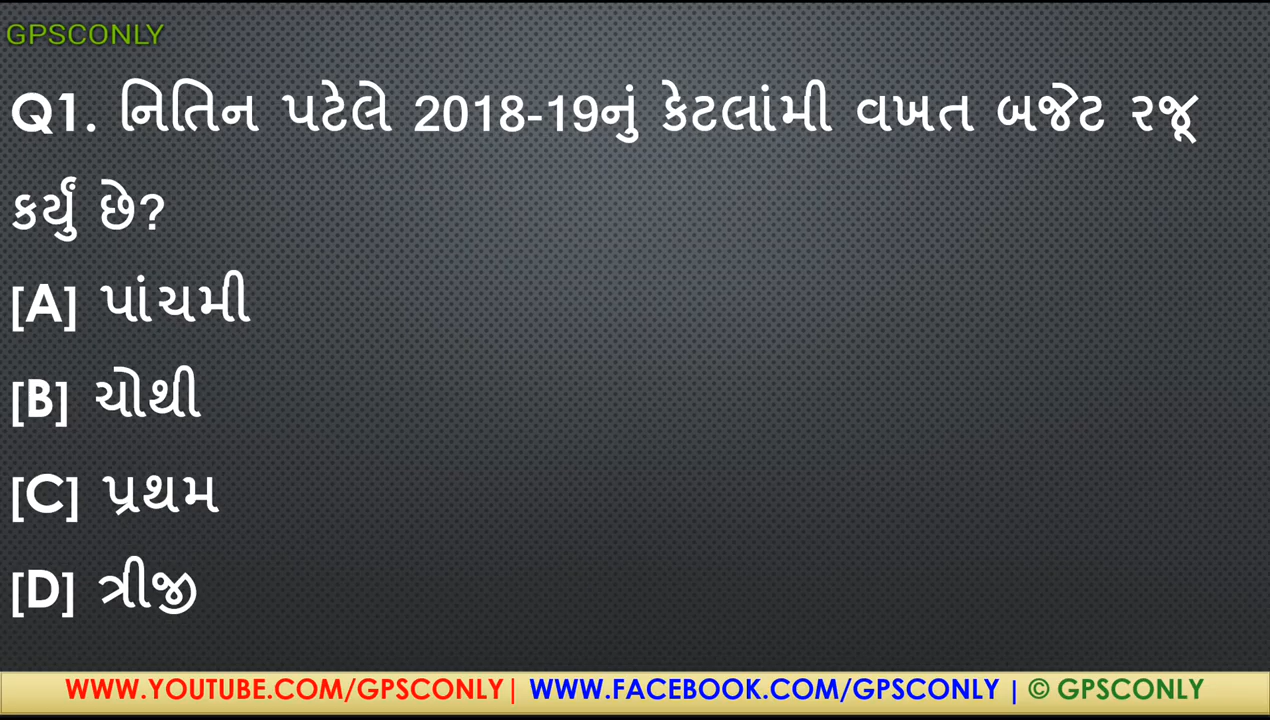 GPSCONLY
Q1. નિતિન પટેલે 2018-19નું કેટલાંમી વખત બજેટ રજૂ
કર્યું છે?
[A] પાંચમી
[B] ચોથી
[C] પ્રથમ
[D] ત્રીજી
WWW.YOUTUBE.COM/GPSCONLY| WWW.FACEBOOK.COM/GPSCONLY | © GPSCONLY